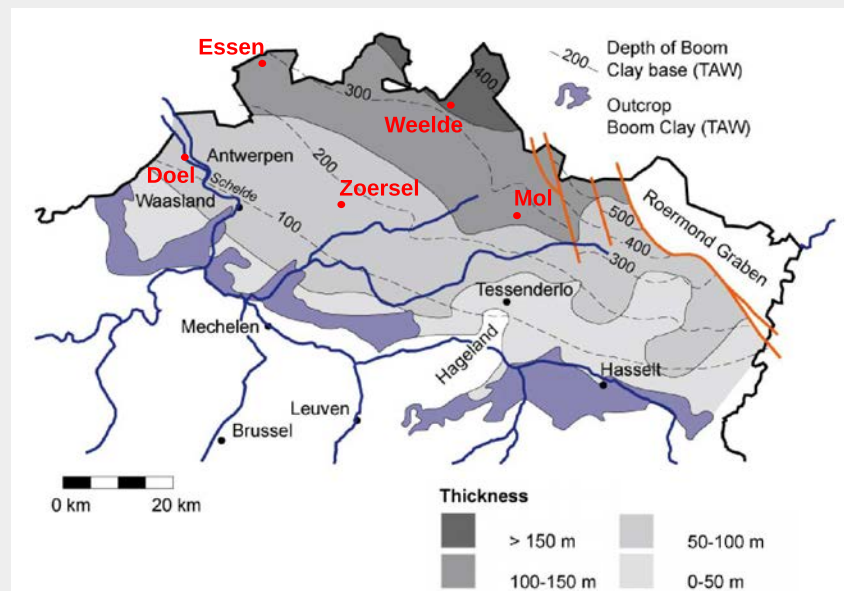 Essen
400
300
Weelde
200
Depth of Boom
Clay base (TAW)
Outcrop
Boom Clay (TAW)
Antwerpen
Doel
Schelde
Waasland
200
Zoersel
100
Mol
500
400
300
Roermond Graben
Tessenderlo
Mechelen
Hageland
Hasselt
Leuven
Brussel
0 km
20 km
Thickness
> 150 m
50-100 m
100-150 m
0-50 m